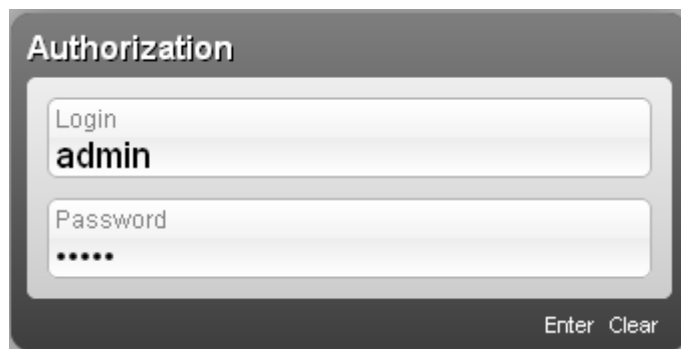 Authorization
Login
admin
Password
•••••
Enter Clear